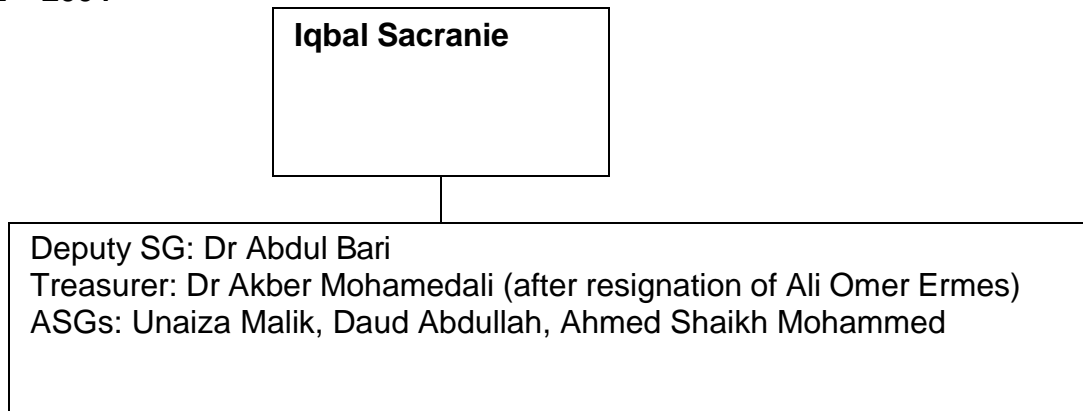 Iqbal Sacranie
Deputy SG: Dr Abdul Bari
Treasurer: Dr Akber Mohamedali (after resignation of Ali Omer Ermes)
ASGs: Unaiza Malik, Daud Abdullah, Ahmed Shaikh Mohammed